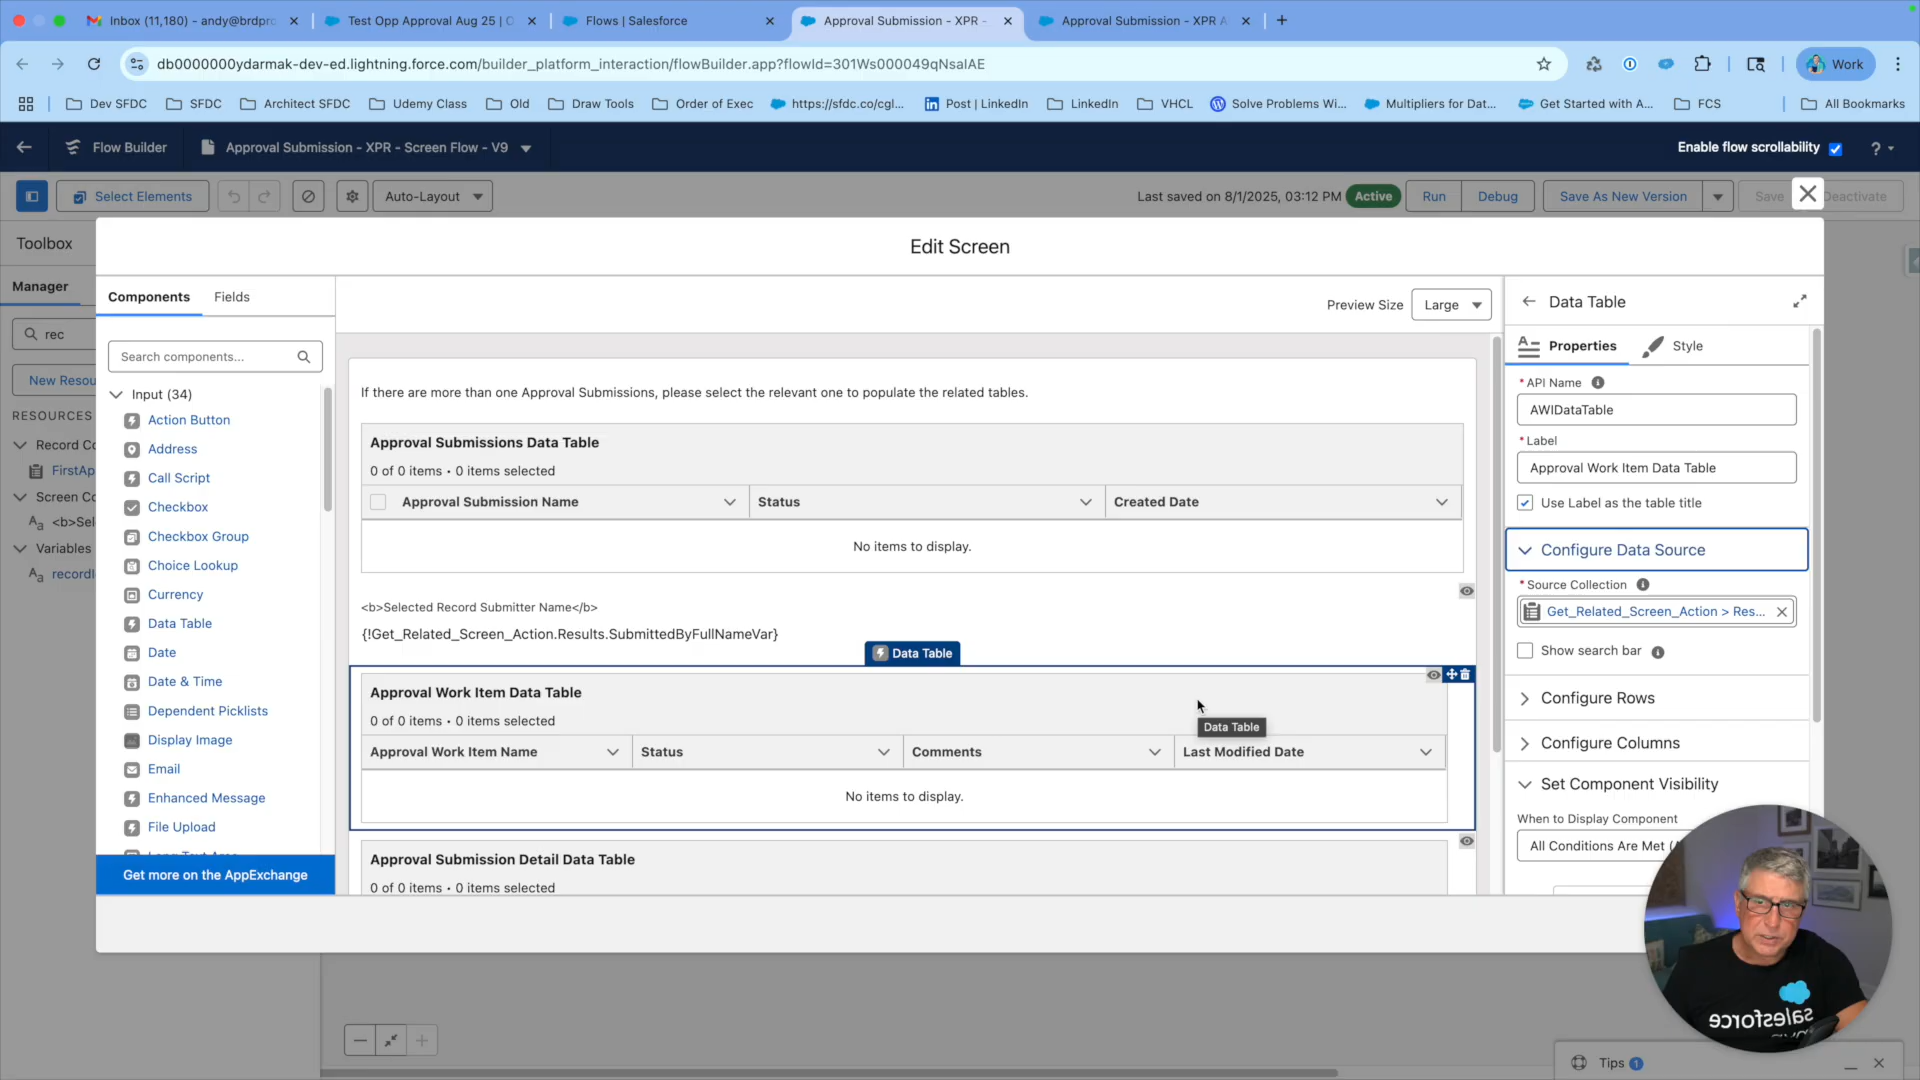 Inbox (11,180) - andy@brdpro
Test Opp Approval Aug 25 | O
Flows | Salesforce
Approval Submission - XPR -
Approval Submission - XPR A
db0000000ydarmak-dev-ed.lightning.force.com/builder_platform_interaction/flowBuilder.app?flowId=301Ws000049qNsaIAE
Work
Dev SFDC
SFDC
Architect SFDC
Udemy Class
Old
Draw Tools
Order of Exec
https://sfdc.co/cgl...
Post | LinkedIn
LinkedIn
VHCL
Solve Problems Wi...
Multipliers for Dat...
Get Started with A...
FCS
All Bookmarks
Flow Builder
Approval Submission - XPR - Screen Flow - V9
Enable flow scrollability
?
Select Elements
Auto-Layout
Last saved on 8/1/2025, 03:12 PM
Active
Run
Debug
Save As New Version
Save
Deactivate
Toolbox
Edit Screen
Manager
rec
New Resou
RESOURCES
Record Co
FirstAp
Screen Co
<b>Sel
Variables
recordI
Components
Fields
Search components...
Input (34)
Action Button
Address
Call Script
Checkbox
Checkbox Group
Choice Lookup
Currency
Data Table
Date
Date & Time
Dependent Picklists
Display Image
Email
Enhanced Message
File Upload
Long Text Area
Get more on the AppExchange
Preview Size
Large
If there are more than one Approval Submissions, please select the relevant one to populate the related tables.
Approval Submissions Data Table
0 of 0 items • 0 items selected
Approval Submission Name
Status
Created Date
No items to display.
<b>Selected Record Submitter Name</b>
{!Get_Related_Screen_Action.Results.SubmittedByFullNameVar}
Data Table
Approval Work Item Data Table
0 of 0 items • 0 items selected
Data Table
Approval Work Item Name
Status
Comments
Last Modified Date
No items to display.
Approval Submission Detail Data Table
0 of 0 items • 0 items selected
Data Table
Properties
Style
* API Name
AWIDataTable
* Label
Approval Work Item Data Table
Use Label as the table title
Configure Data Source
* Source Collection
Get_Related_Screen_Action > Res...
Show search bar
Configure Rows
Configure Columns
Set Component Visibility
When to Display Component
All Conditions Are Met (
salesforce
Tips
1